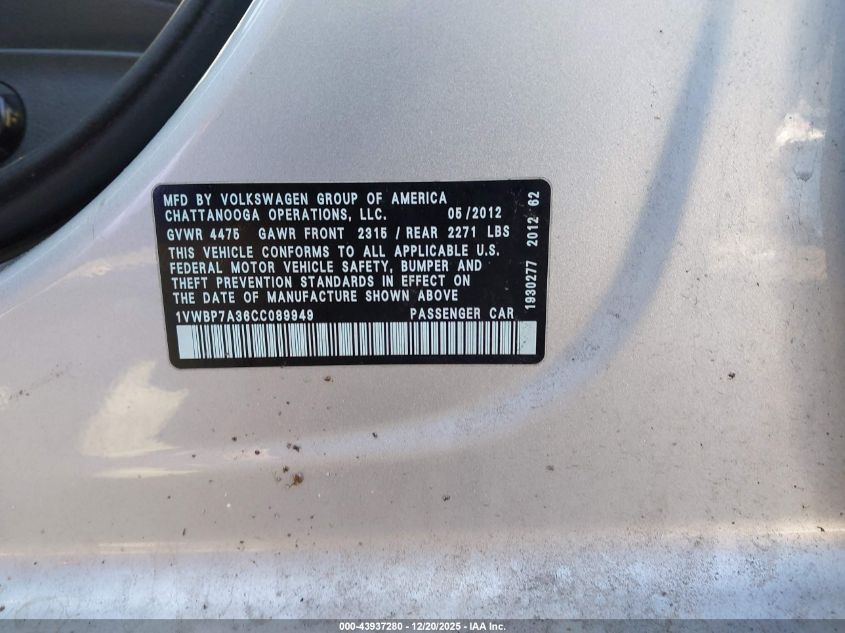 MFD BY VOLKSWAGEN GROUP OF AMERICA
CHATTANOOGA OPERATIONS, LLC. 05/2012
GVWR 4475 GAWR FRONT 2315 / REAR 2271 LBS
THIS VEHICLE CONFORMS TO ALL APPLICABLE U.S.
FEDERAL MOTOR VEHICLE SAFETY, BUMPER AND
THEFT PREVENTION STANDARDS IN EFFECT ON
THE DATE OF MANUFACTURE SHOWN ABOVE
1VWBP7A36CC089949 PASSENGER CAR
1930277 2012 62
000-43937280 - 12/20/2025 - IAA Inc.